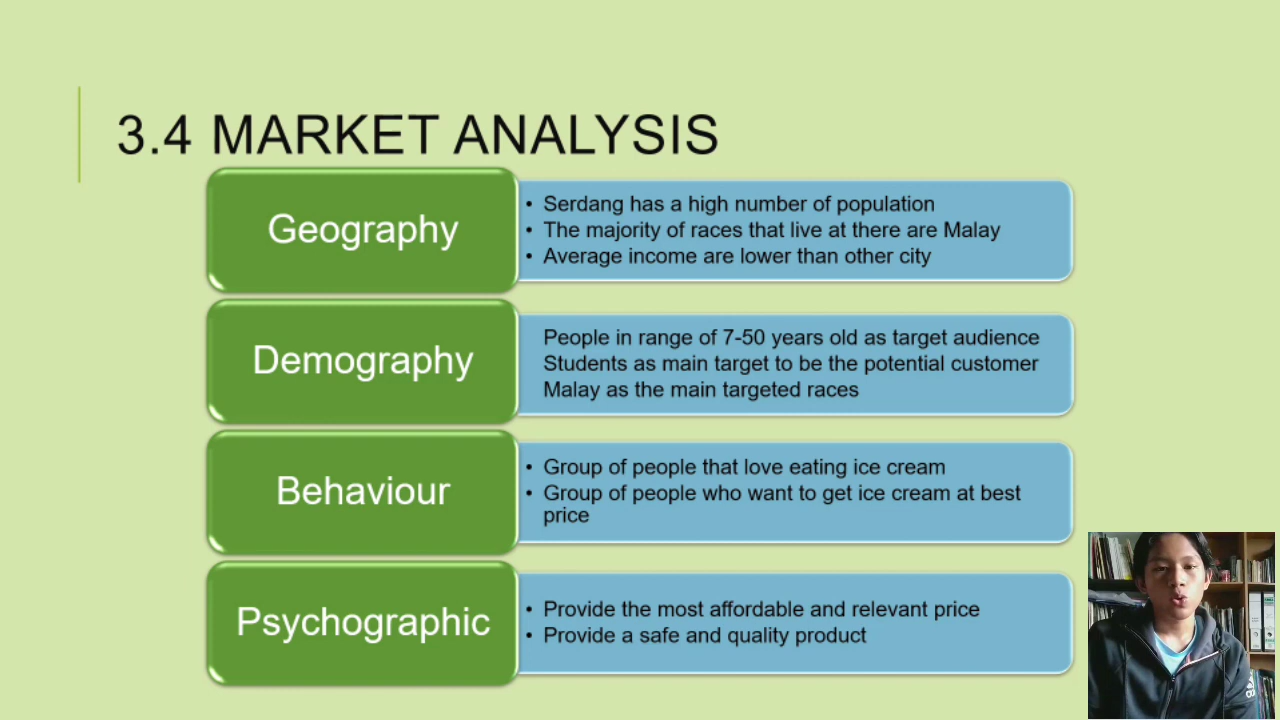 3.4 MARKET ANALYSIS
Geography
• Serdang has a high number of population
• The majority of races that live at there are Malay
• Average income are lower than other city
Demography
People in range of 7-50 years old as target audience
Students as main target to be the potential customer
Malay as the main targeted races
Behaviour
• Group of people that love eating ice cream
• Group of people who want to get ice cream at best
price
Psychographic
• Provide the most affordable and relevant price
• Provide a safe and quality product